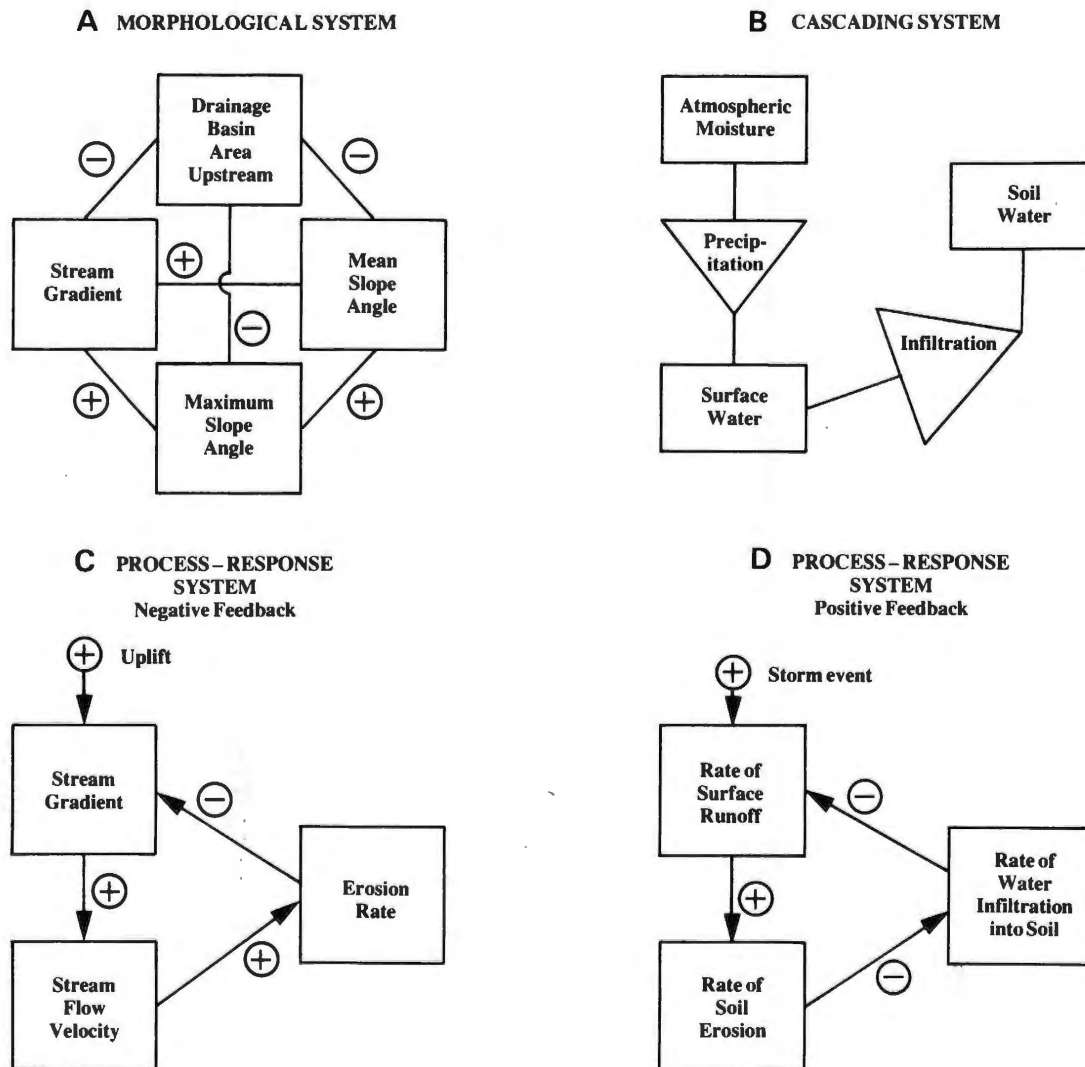 A MORPHOLOGICAL SYSTEM
Drainage
Basin
Area
Upstream
−
−
Stream
Gradient
+
Mean
Slope
Angle
−
+
+
Maximum
Slope
Angle
B CASCADING SYSTEM
Atmospheric
Moisture
Precip-
itation
Surface
Water
Infiltration
Soil
Water
C PROCESS – RESPONSE
SYSTEM
Negative Feedback
+ Uplift
Stream
Gradient
−
+
Erosion
Rate
+
Stream
Flow
Velocity
D PROCESS – RESPONSE
SYSTEM
Positive Feedback
+ Storm event
Rate of
Surface
Runoff
−
+
Rate of
Water
Infiltration
into Soil
−
Rate of
Soil
Erosion